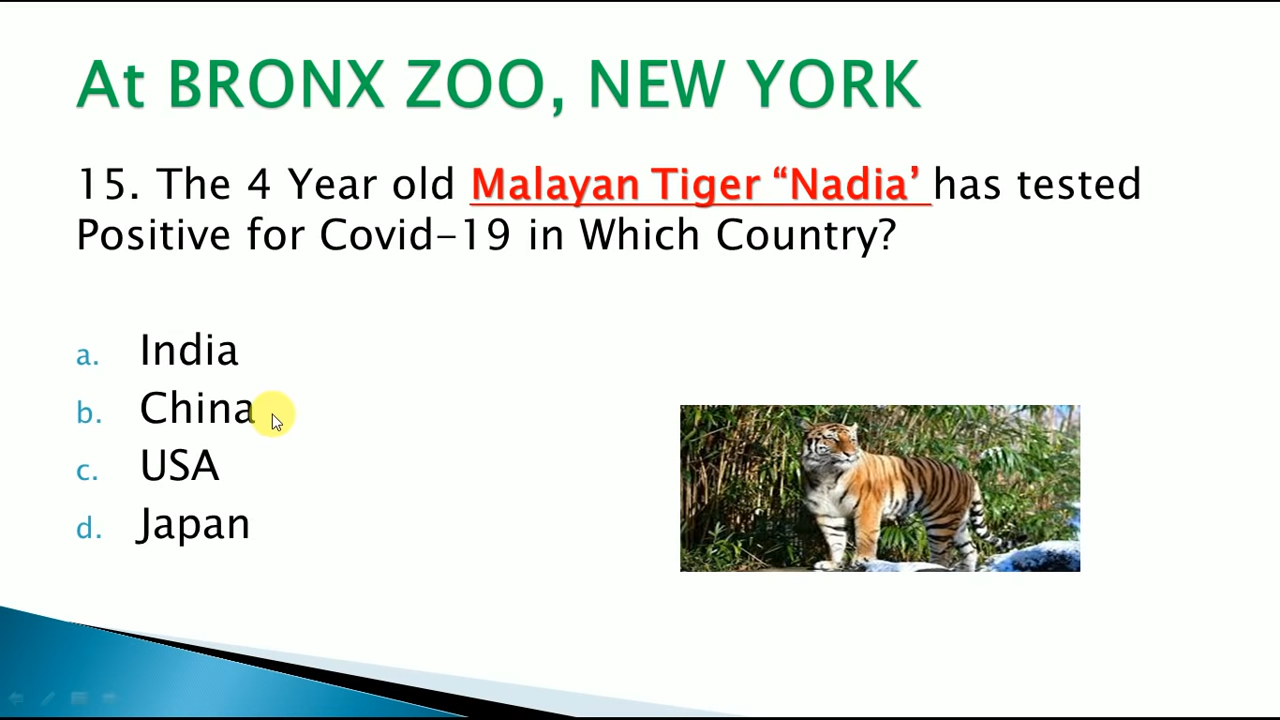 At BRONX ZOO, NEW YORK
15. The 4 Year old Malayan Tiger “Nadia’ has tested
Positive for Covid-19 in Which Country?
a. India
b. China
c. USA
d. Japan